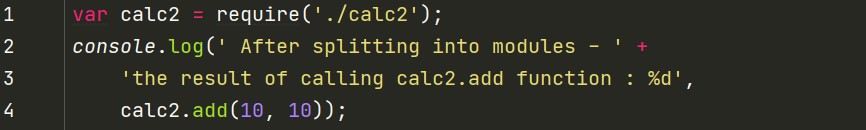 1 var calc2 = require('./calc2');
2 console.log(' After splitting into modules - ' +
3 'the result of calling calc2.add function : %d',
4 calc2.add(10, 10));